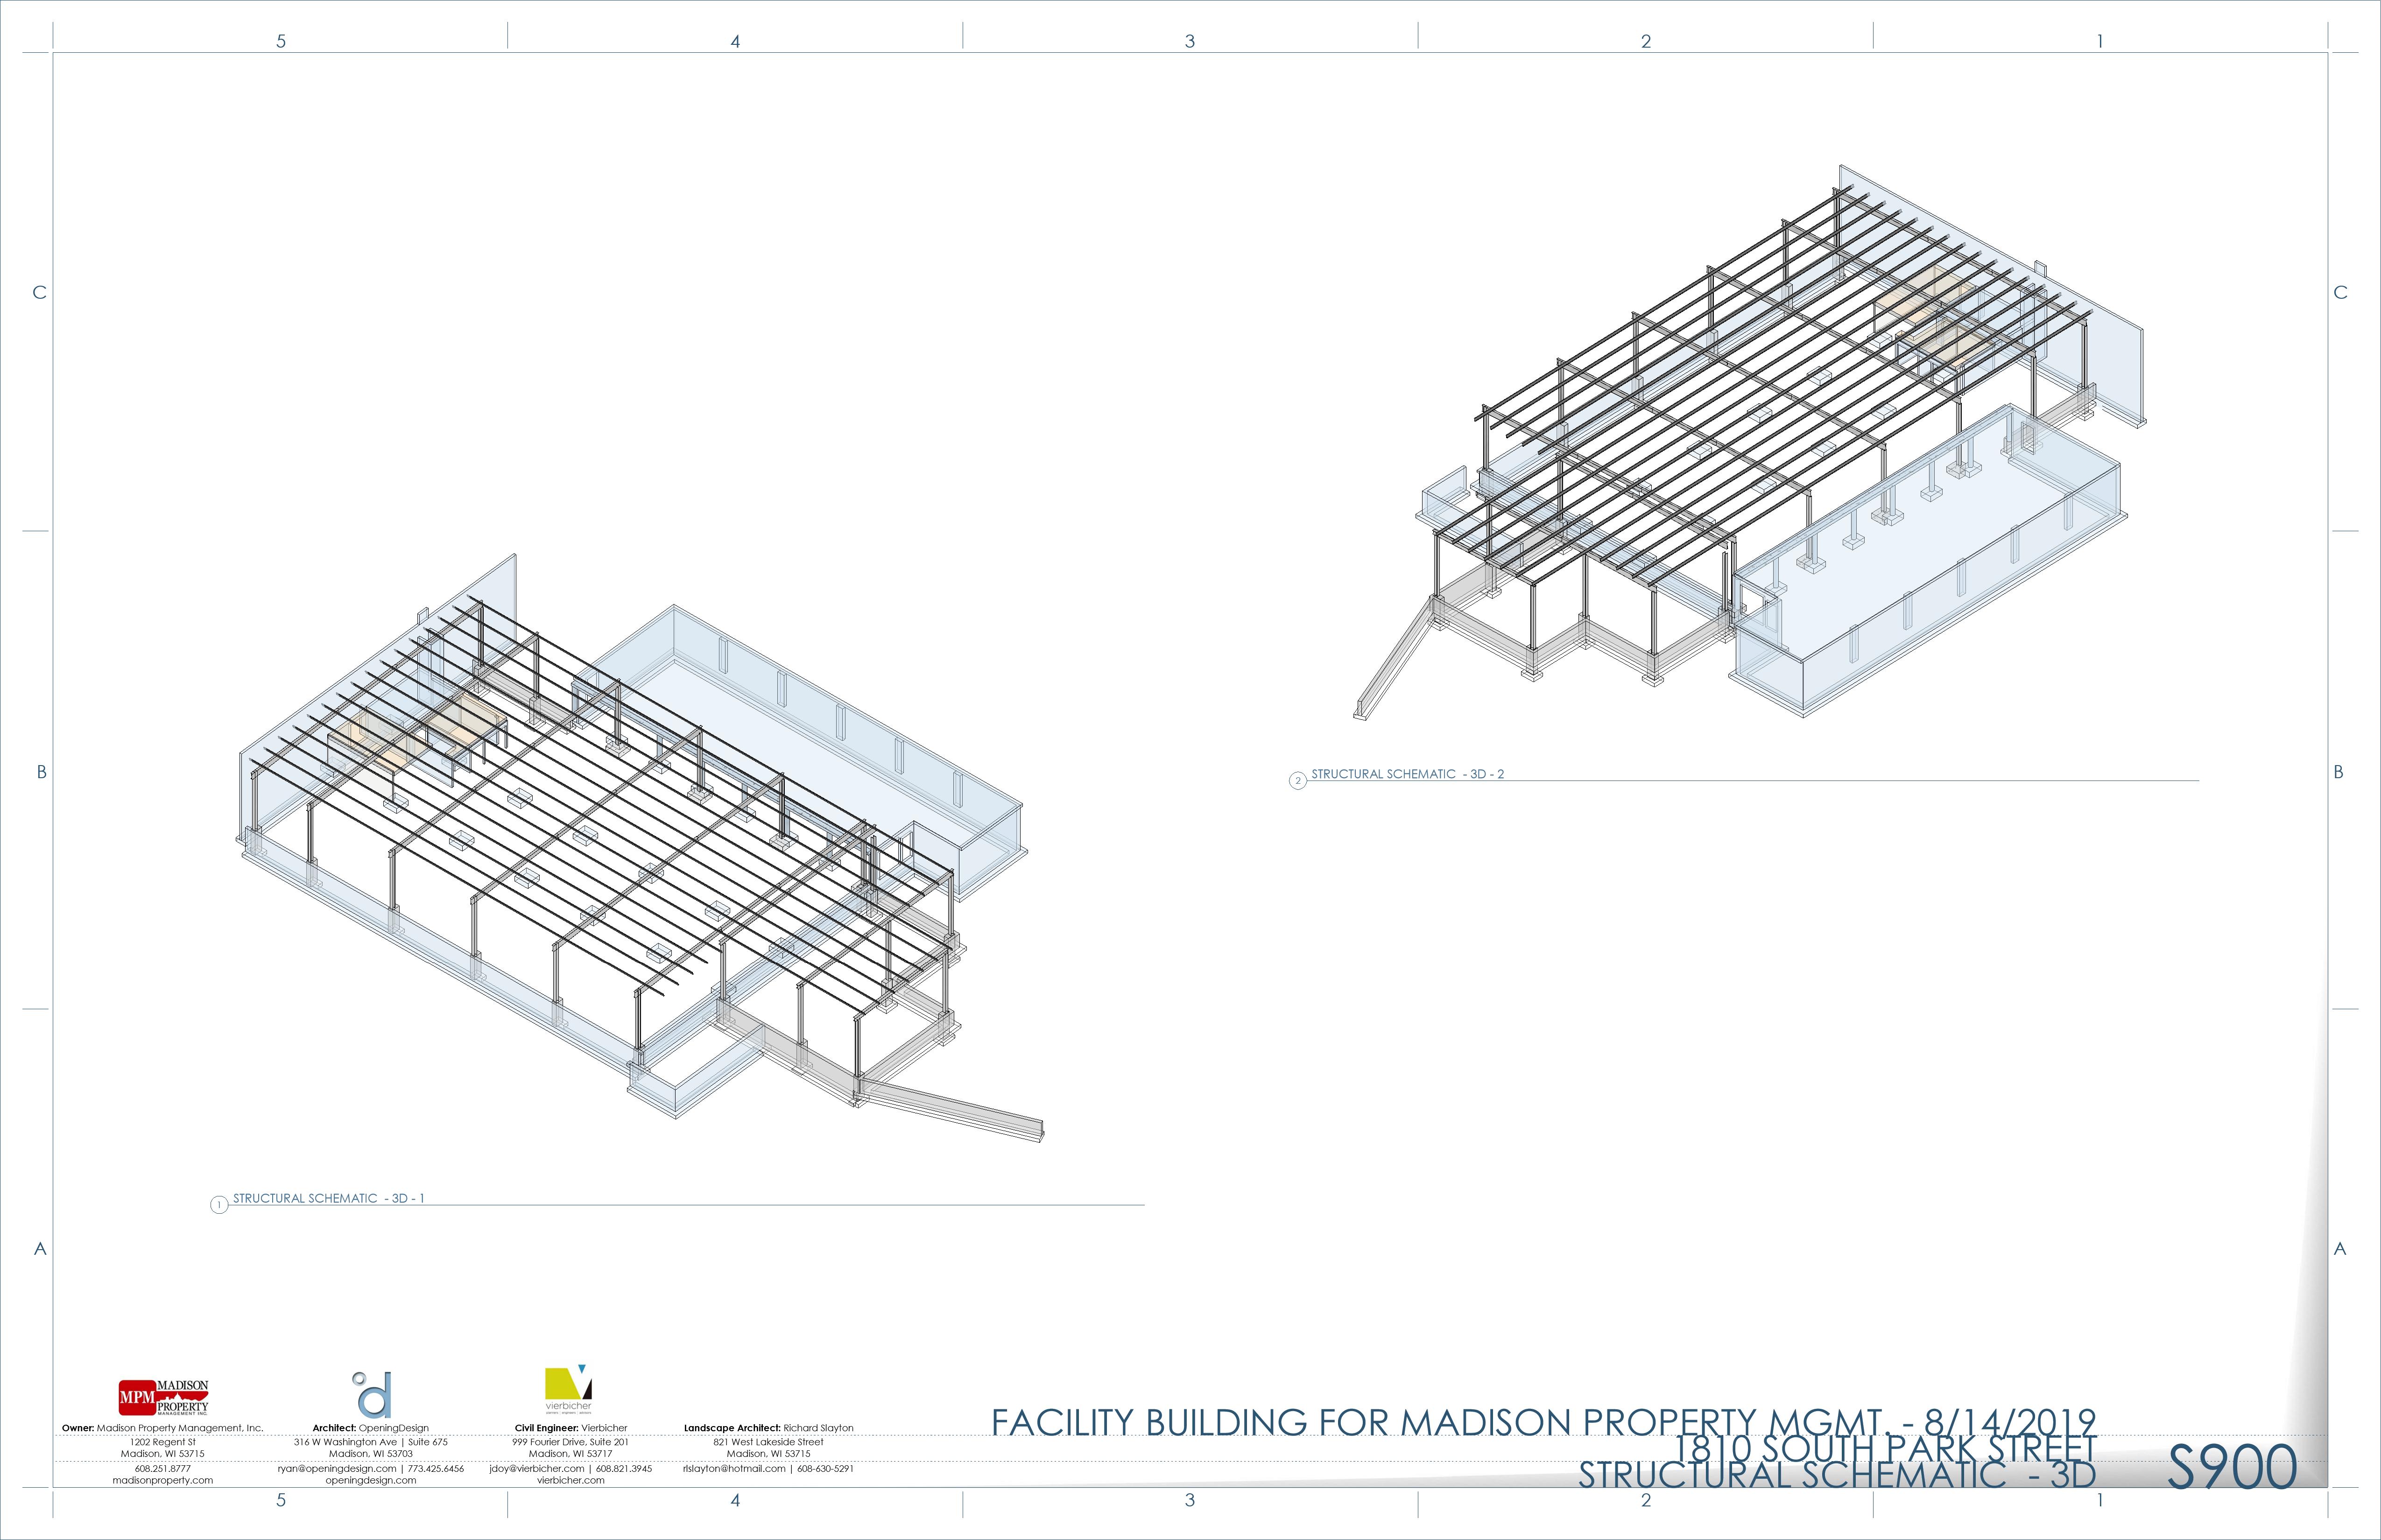 5 4 3 2 1
C C
2 STRUCTURAL SCHEMATIC - 3D - 2
B B
1 STRUCTURAL SCHEMATIC - 3D - 1
A A
MPM MADISON
PROPERTY
MANAGEMENT INC.
d
vierbicher
planners | engineers | advisors
Owner: Madison Property Management, Inc.
1202 Regent St
Madison, WI 53715
608.251.8777
madisonproperty.com
Architect: OpeningDesign
316 W Washington Ave | Suite 675
Madison, WI 53703
ryan@openingdesign.com | 773.425.6456
openingdesign.com
Civil Engineer: Vierbicher
999 Fourier Drive, Suite 201
Madison, WI 53717
jdoy@vierbicher.com | 608.821.3945
vierbicher.com
Landscape Architect: Richard Slayton
821 West Lakeside Street
Madison, WI 53715
rlslayton@hotmail.com | 608-630-5291
FACILITY BUILDING FOR MADISON PROPERTY MGMT. - 8/14/2019
1810 SOUTH PARK STREET
STRUCTURAL SCHEMATIC - 3D
S900
5 4 3 2 1